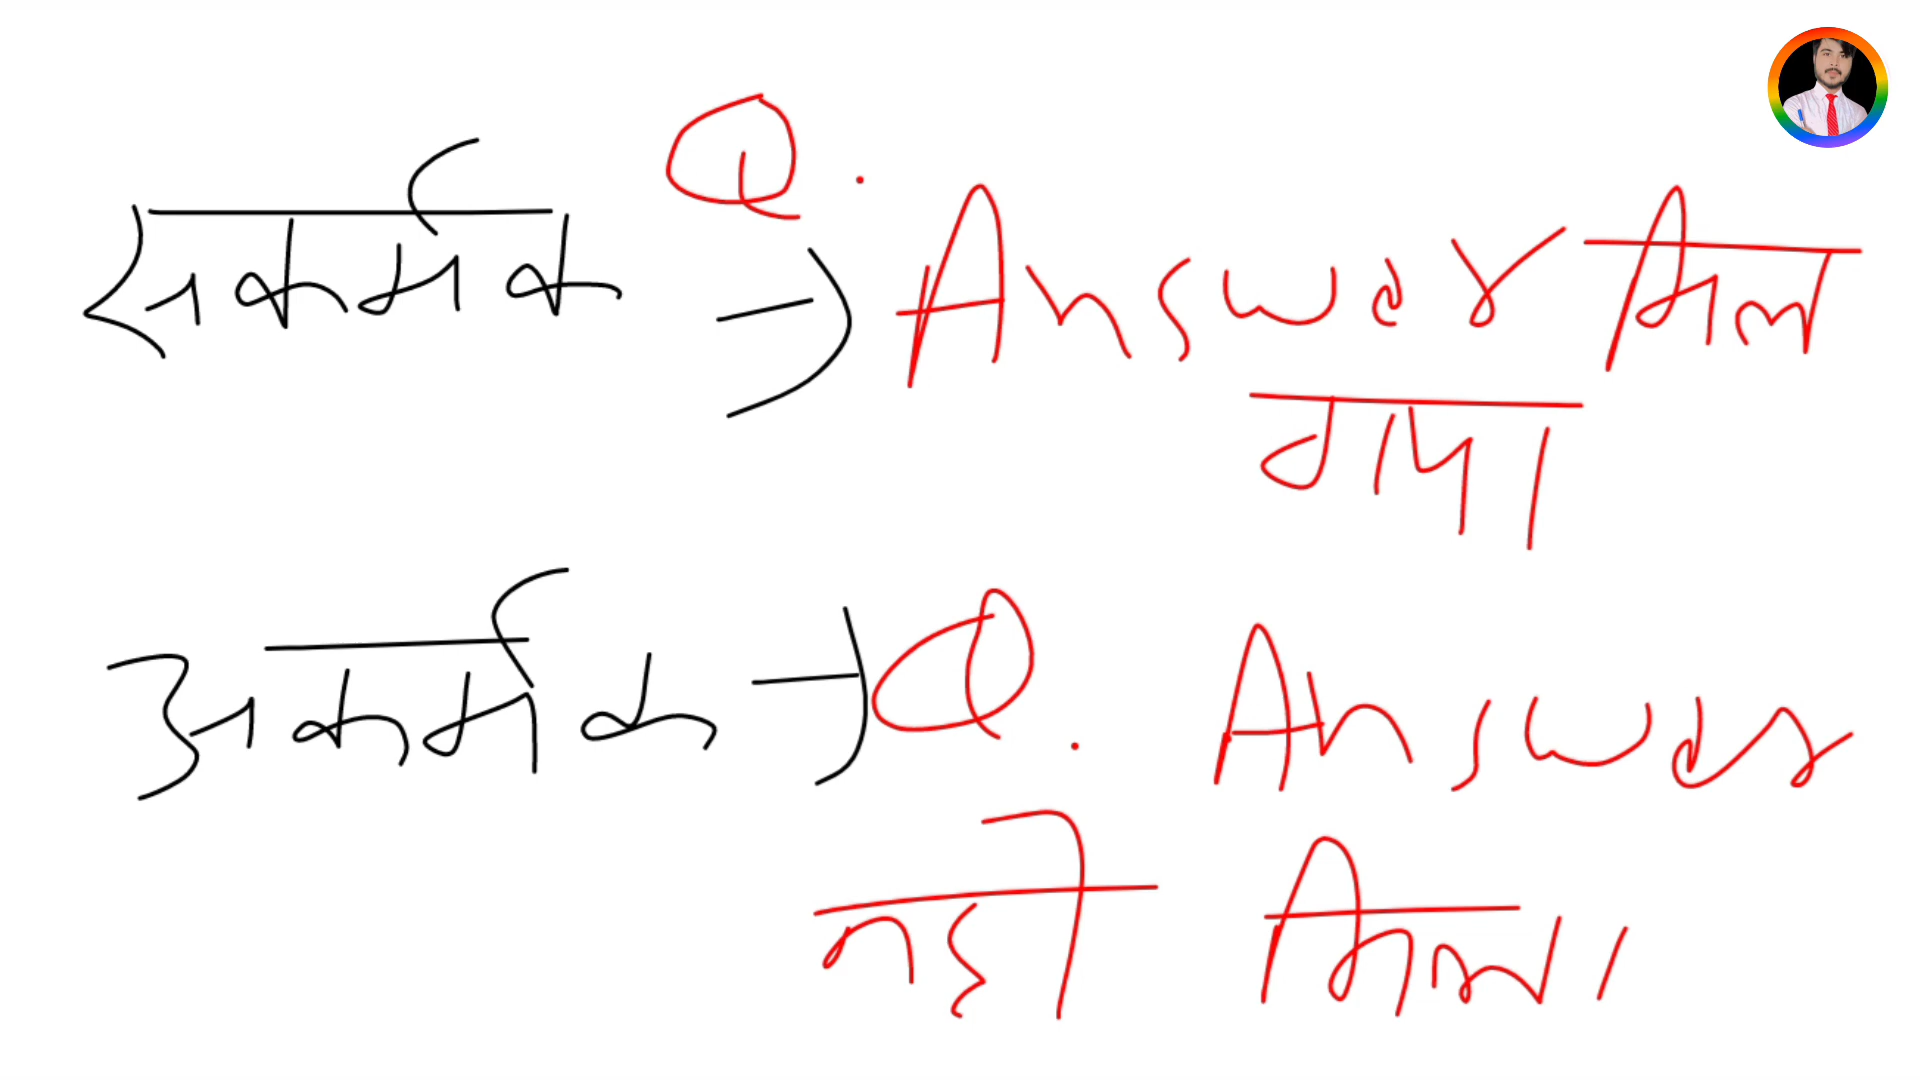 सकर्मक → Q. Answer मिल
गया
अकर्मक → Q. Answer
नही मिला